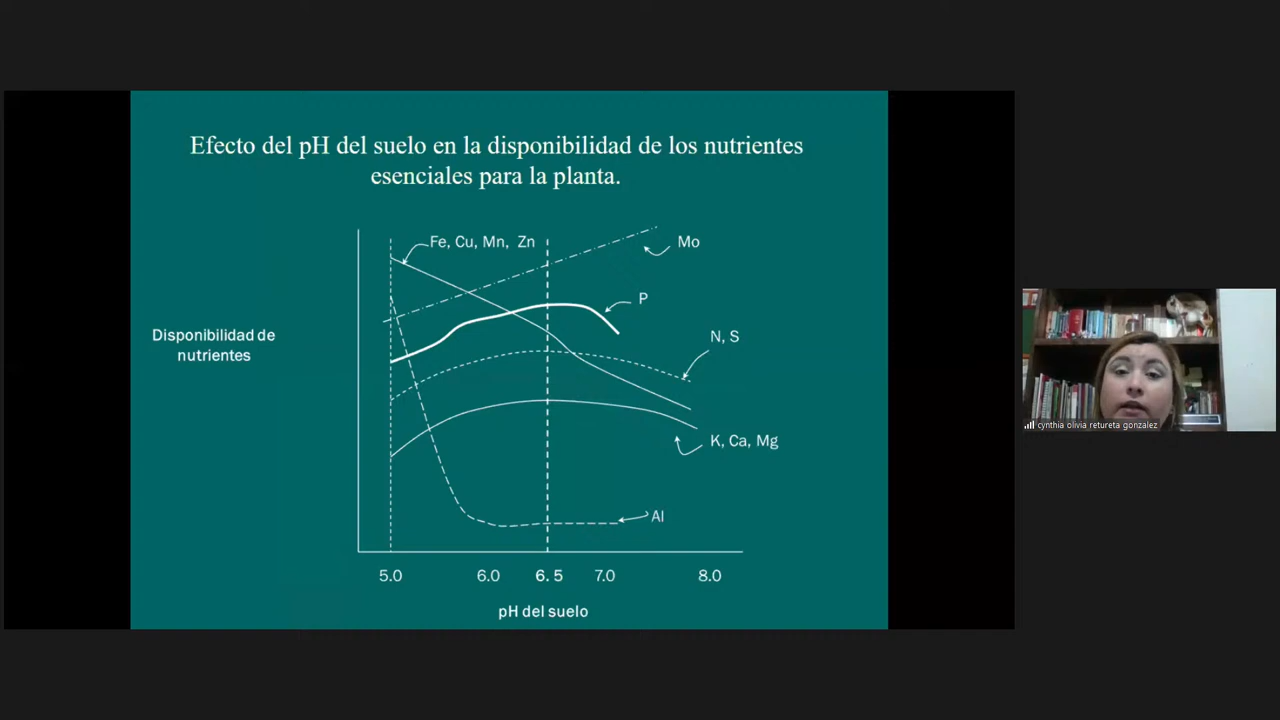 Efecto del pH del suelo en la disponibilidad de los nutrientes
esenciales para la planta.
Fe, Cu, Mn, Zn
Mo
P
Disponibilidad de
nutrientes
N, S
K, Ca, Mg
Al
5.0 6.0 6. 5 7.0 8.0
pH del suelo
cynthia olivia retureta gonzalez